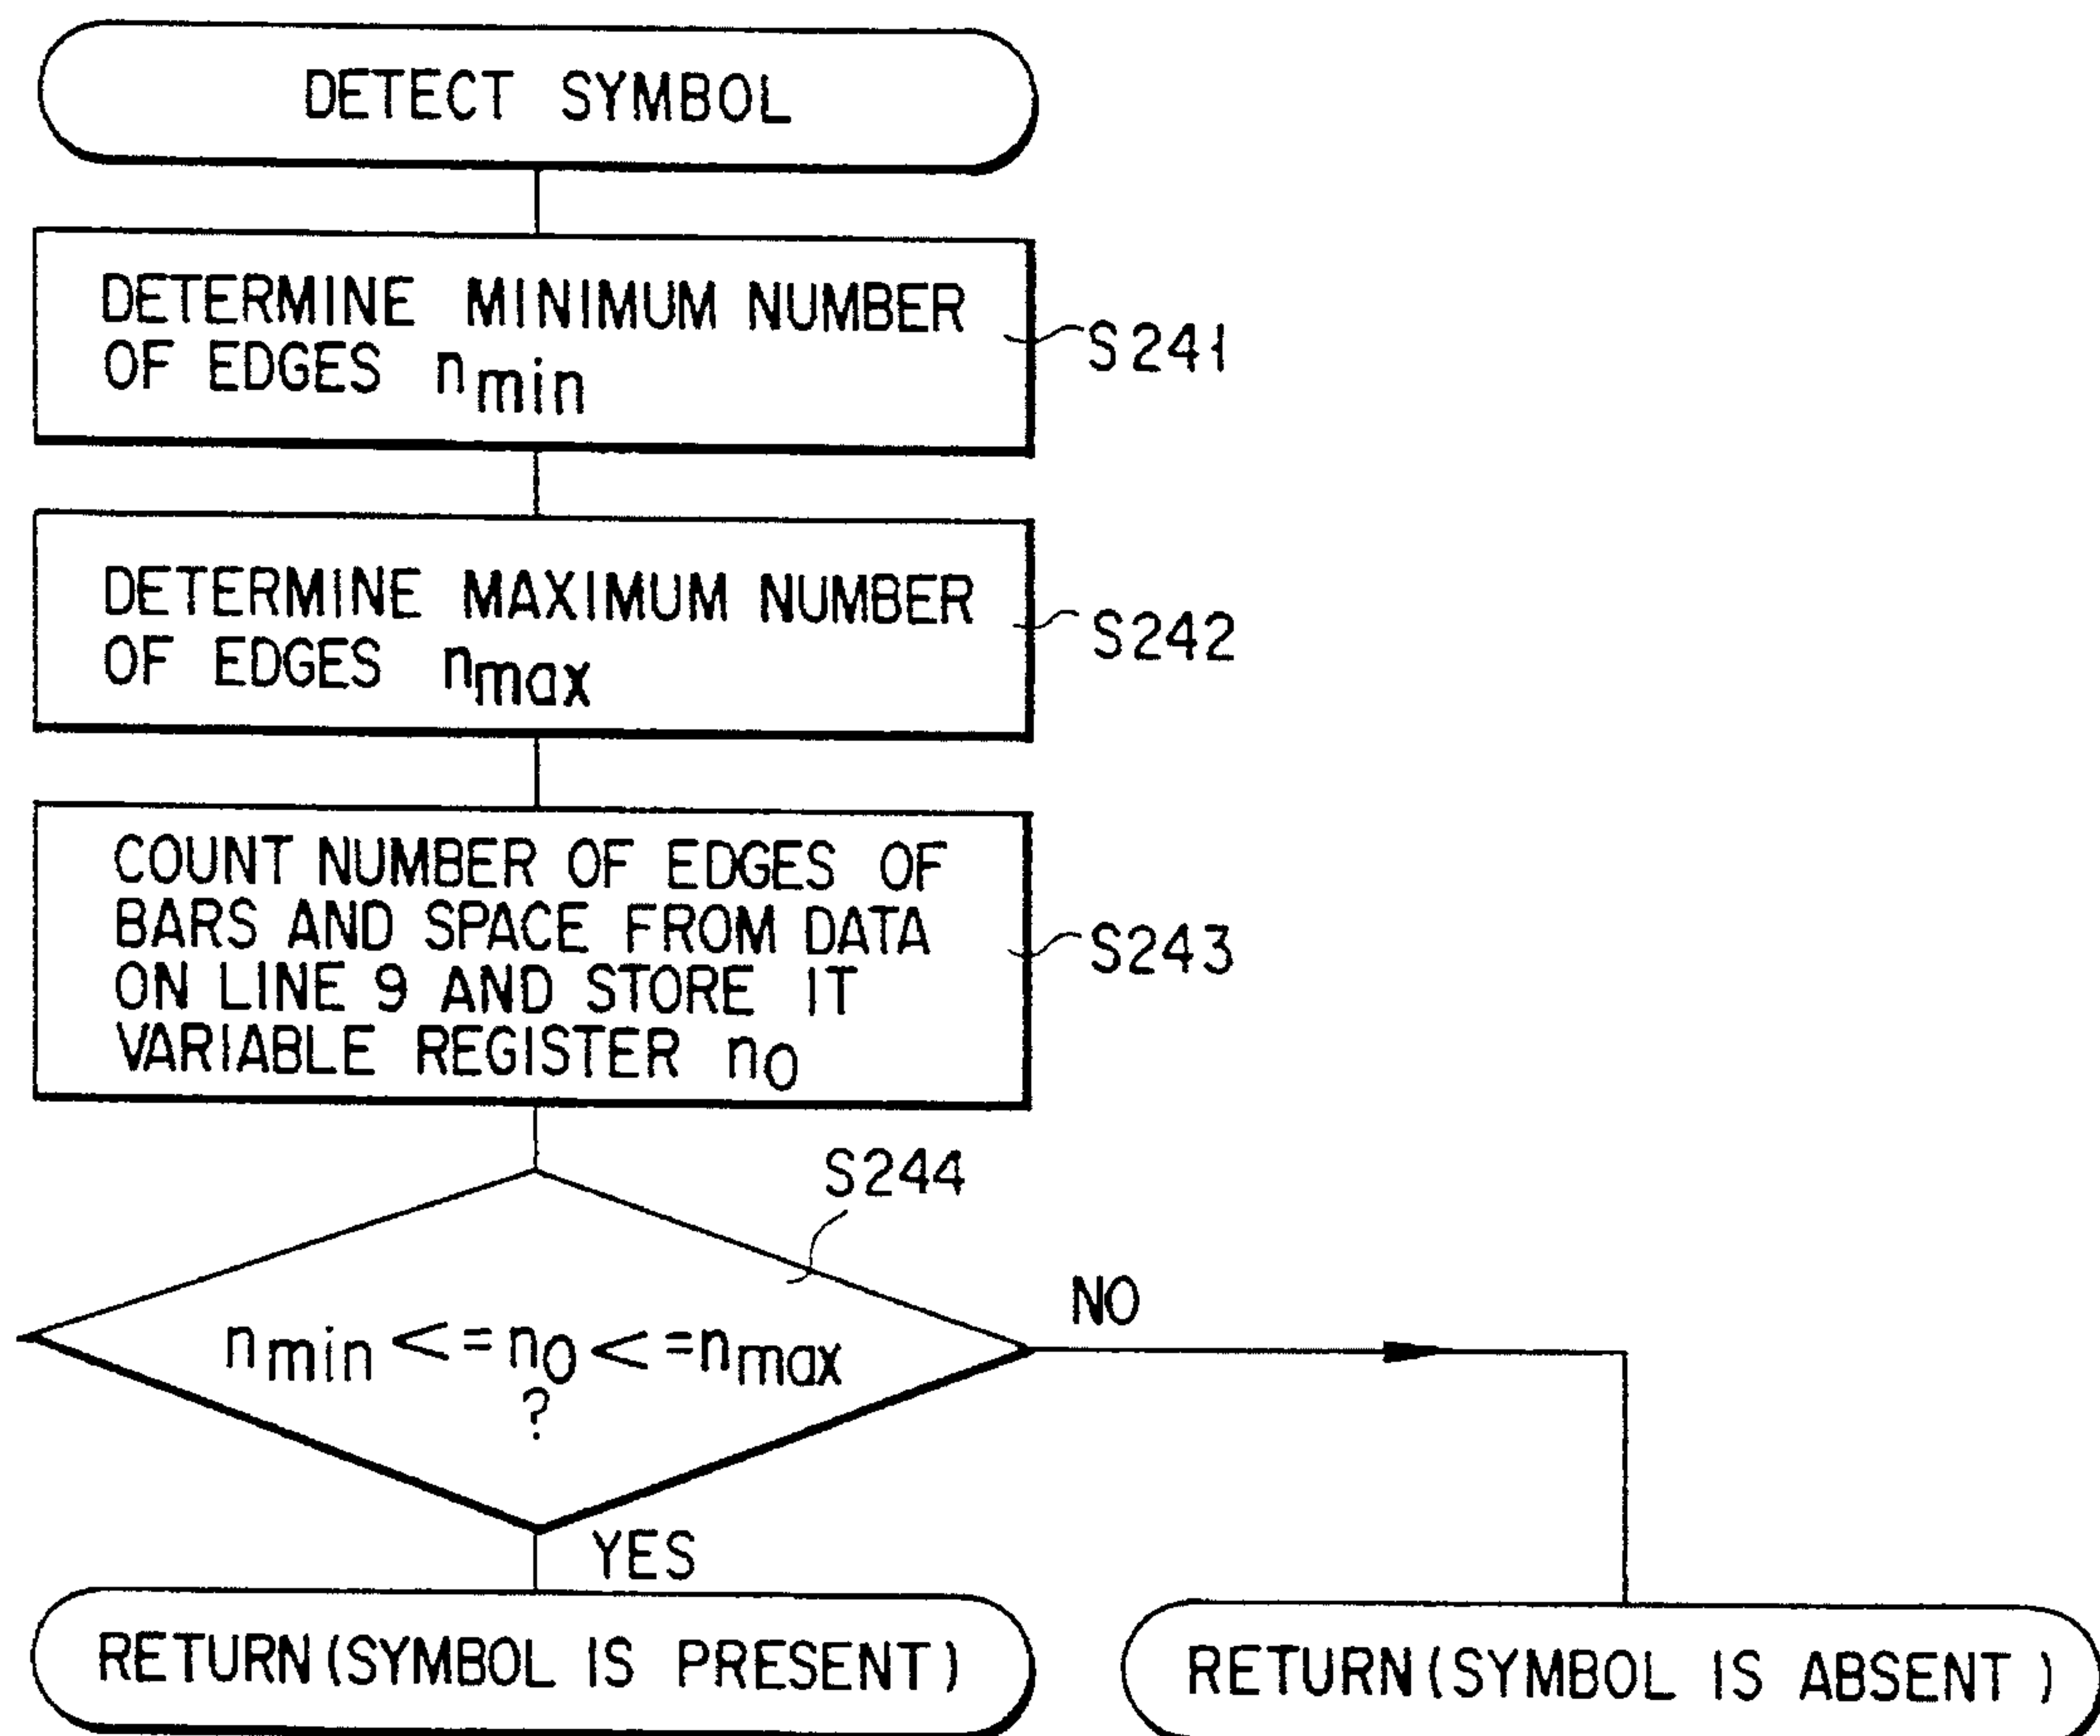 DETECT SYMBOL
DETERMINE MINIMUM NUMBER
OF EDGES nmin
S241
DETERMINE MAXIMUM NUMBER
OF EDGES nmax
S242
COUNT NUMBER OF EDGES OF
BARS AND SPACE FROM DATA
ON LINE 9 AND STORE IT
VARIABLE REGISTER n0
S243
S244
nmin <=n0<=nmax
?
NO
YES
RETURN(SYMBOL IS PRESENT)
RETURN(SYMBOL IS ABSENT)